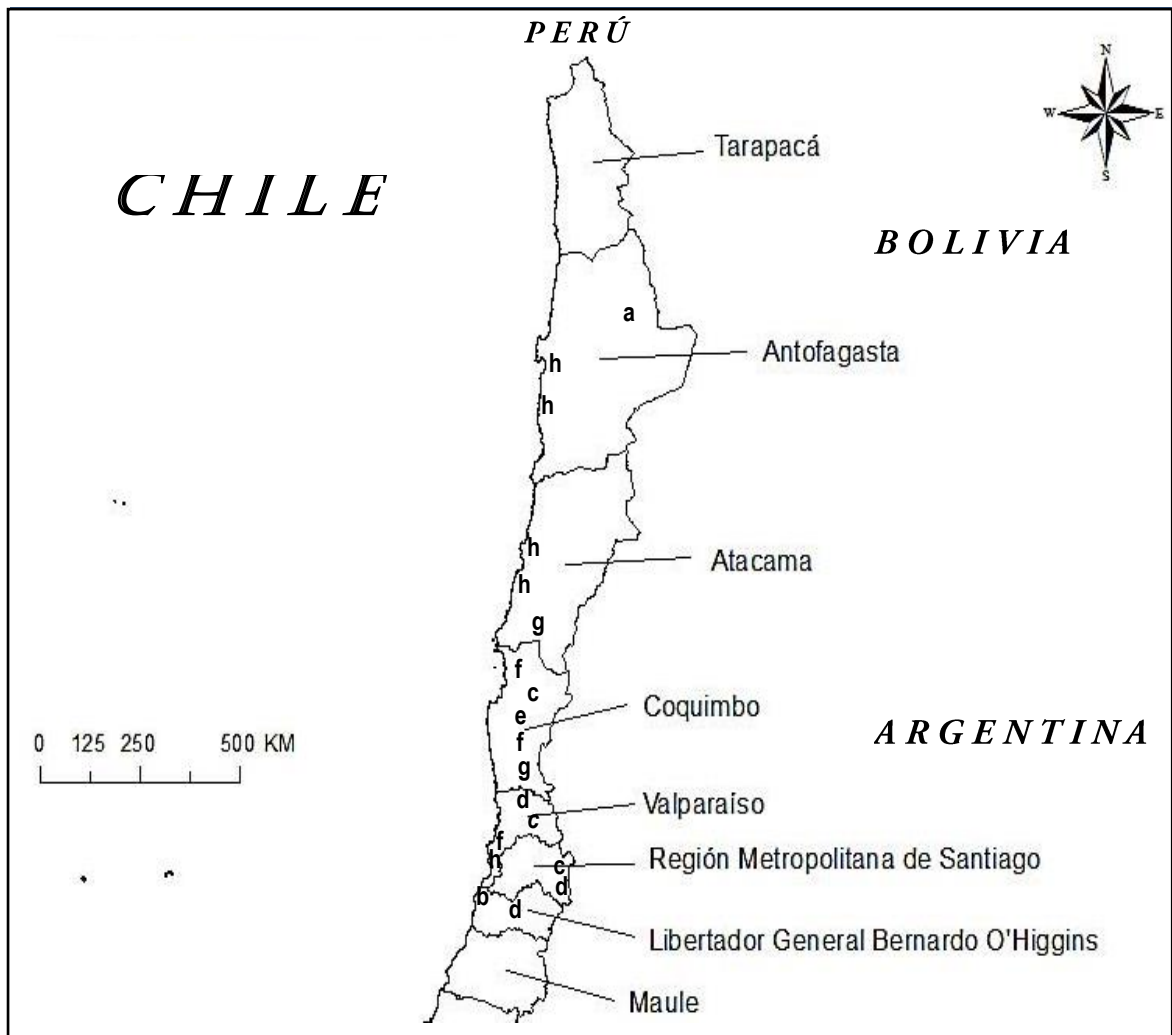 PERÚ
N
W E
S
Tarapacá
CHILE
BOLIVIA
a
Antofagasta
h
h
h
Atacama
h
g
f
c
Coquimbo
e
ARGENTINA
f
0 125 250 500 KM
g
d
Valparaíso
c
f
h
Región Metropolitana de Santiago
c
d
b
d
Libertador General Bernardo O'Higgins
Maule